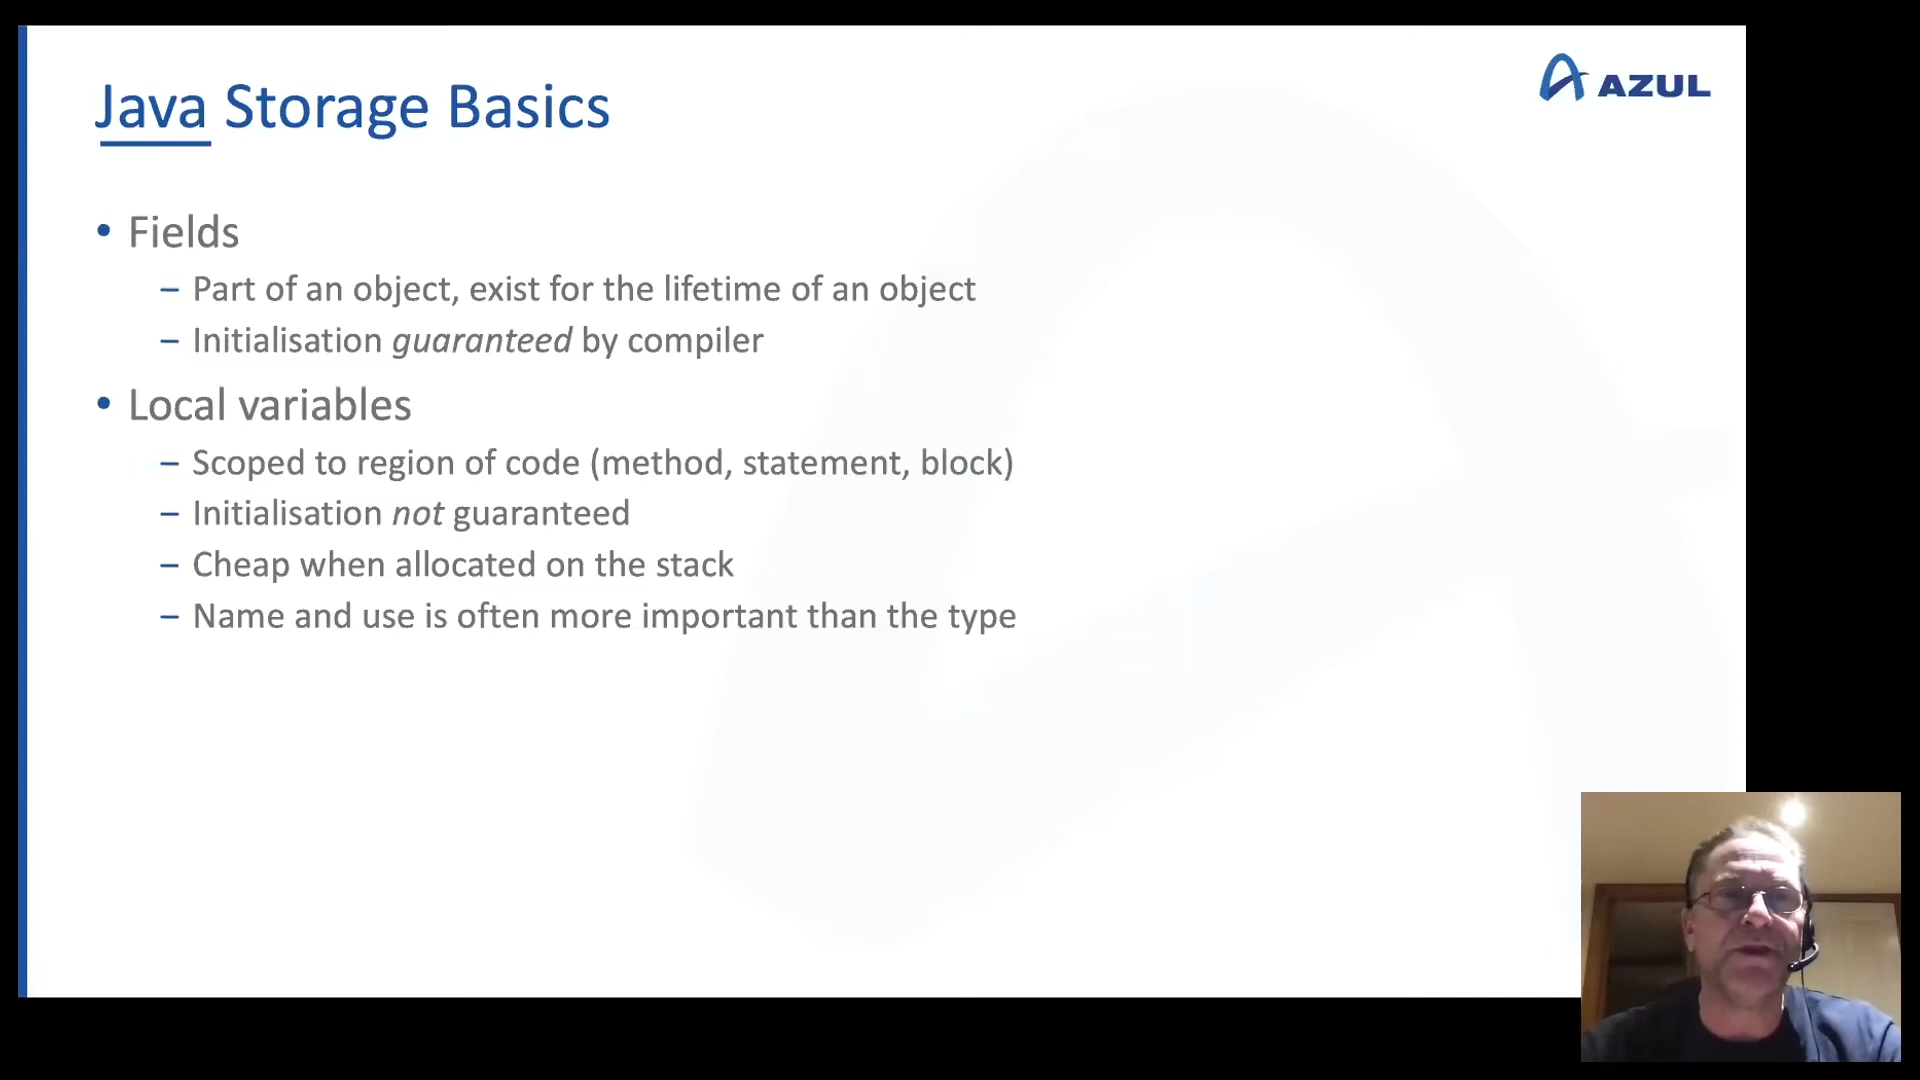 Java Storage Basics
AZUL
• Fields
– Part of an object, exist for the lifetime of an object
– Initialisation guaranteed by compiler
• Local variables
– Scoped to region of code (method, statement, block)
– Initialisation not guaranteed
– Cheap when allocated on the stack
– Name and use is often more important than the type